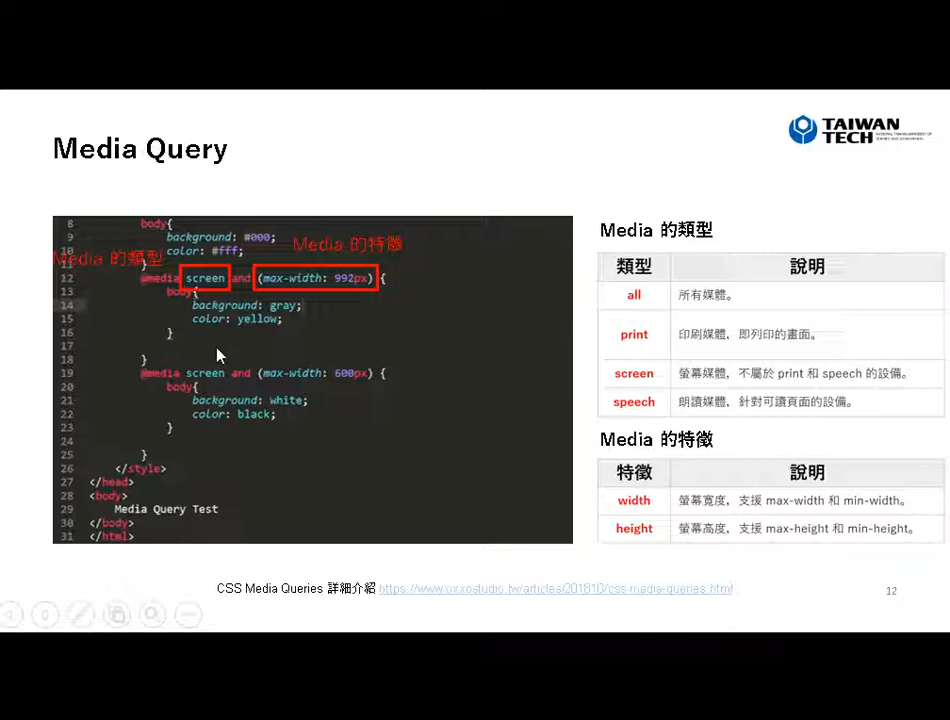 TAIWAN
TECH
Media Query
8 body{
9 background: #000;
10 color: #fff;
11 }
Media 的類型
Media 的特徵
12 @media screen and (max-width: 992px) {
13 body{
14 background: gray;
15 color: yellow;
16 }
17
18 }
19 @media screen and (max-width: 600px) {
20 body{
21 background: white;
22 color: black;
23 }
24
25 }
26 </style>
27 </head>
28 <body>
29 Media Query Test
30 </body>
31 </html>
Media 的類型
類型 說明
all 所有媒體。
print 印刷媒體，即列印的畫面。
screen 螢幕媒體，不屬於 print 和 speech 的設備。
speech 朗讀媒體，針對可讀頁面的設備。
Media 的特徵
特徵 說明
width 螢幕寬度，支援 max-width 和 min-width。
height 螢幕高度，支援 max-height 和 min-height。
CSS Media Queries 詳細介紹 https://www.oxxostudio.tw/articles/201810/css-media-queries.html
12